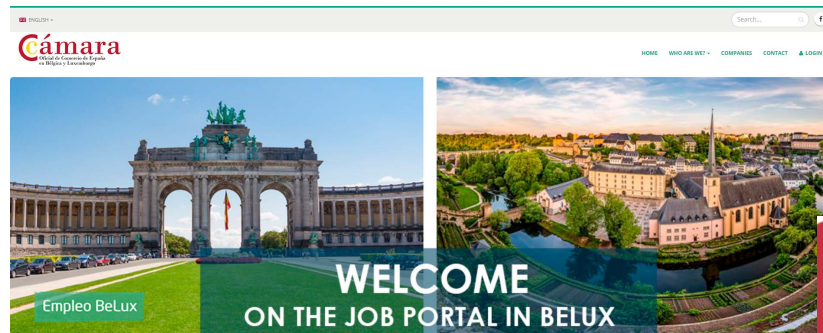 ENGLISH
Search...
Cámara
Oficial de Comercio de España
en Bélgica y Luxemburgo
HOME WHO ARE WE? COMPANIES CONTACT LOGIN
Empleo BeLux
WELCOME
ON THE JOB PORTAL IN BELUX